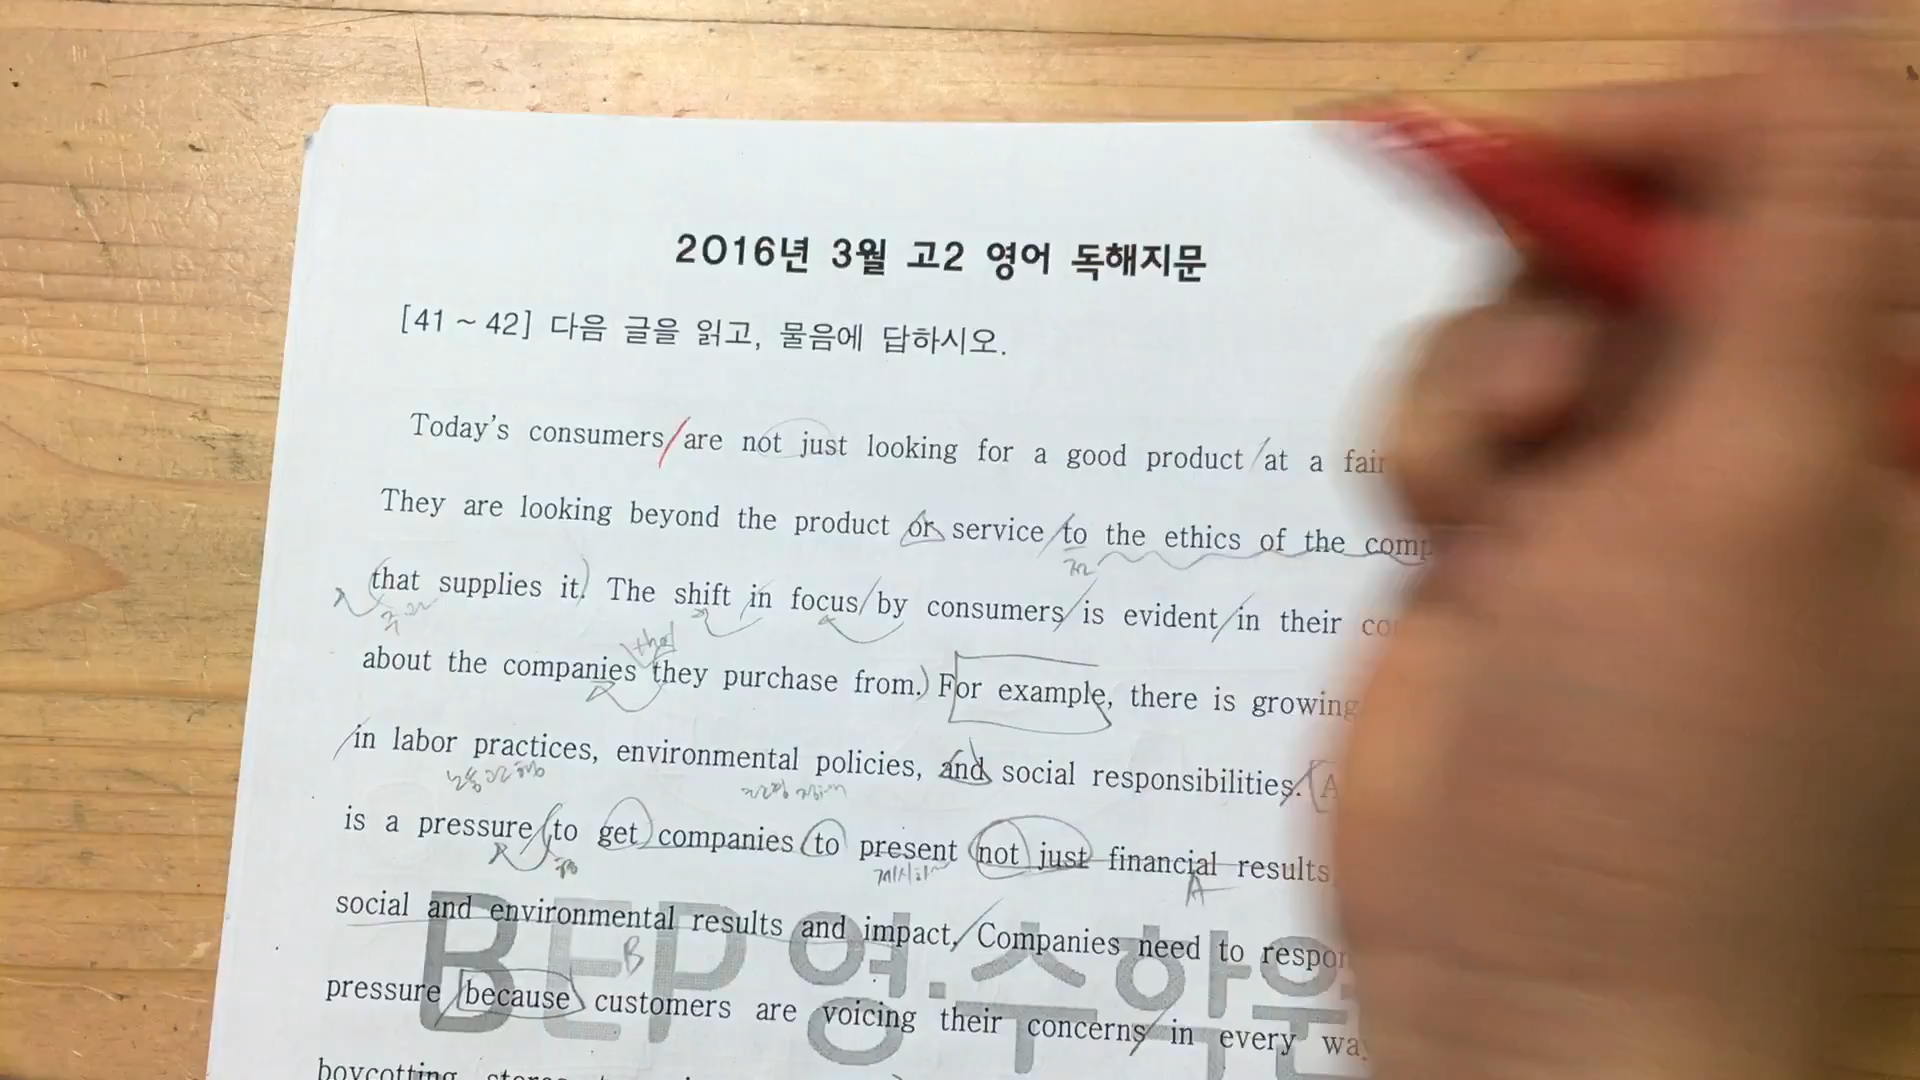 2016년 3월 고2 영어 독해지문
[41 ~ 42] 다음 글을 읽고, 물음에 답하시오.
Today's consumers are not just looking for a good product at a fair
They are looking beyond the product or service to the ethics of the comp
that supplies it. The shift in focus by consumers is evident in their
that
about the companies they purchase from. For example, there is growing
in labor practices, environmental policies, and social responsibilities. A
is a pressure to get companies to present not just financial results,
A
social and environmental results and impact. Companies need to respon
B
BEP 영·수학원
pressure because customers are voicing their concerns in every way
boycotting stores